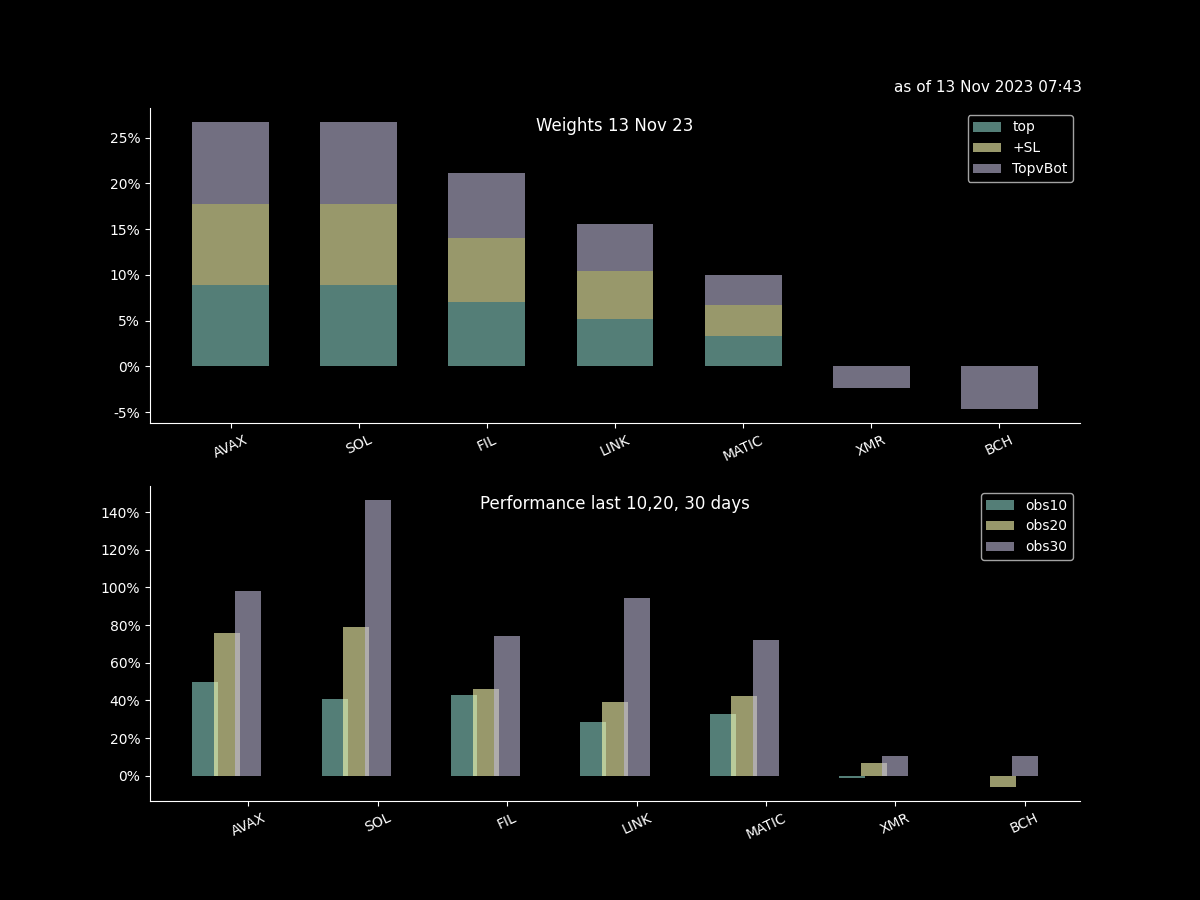 as of 13 Nov 2023 07:43
Weights 13 Nov 23
top
+SL
TopvBot
25%
20%
15%
10%
5%
0%
-5%
AVAX
SOL
FIL
LINK
MATIC
XMR
BCH
Performance last 10,20, 30 days
obs10
obs20
obs30
140%
120%
100%
80%
60%
40%
20%
0%
AVAX
SOL
FIL
LINK
MATIC
XMR
BCH